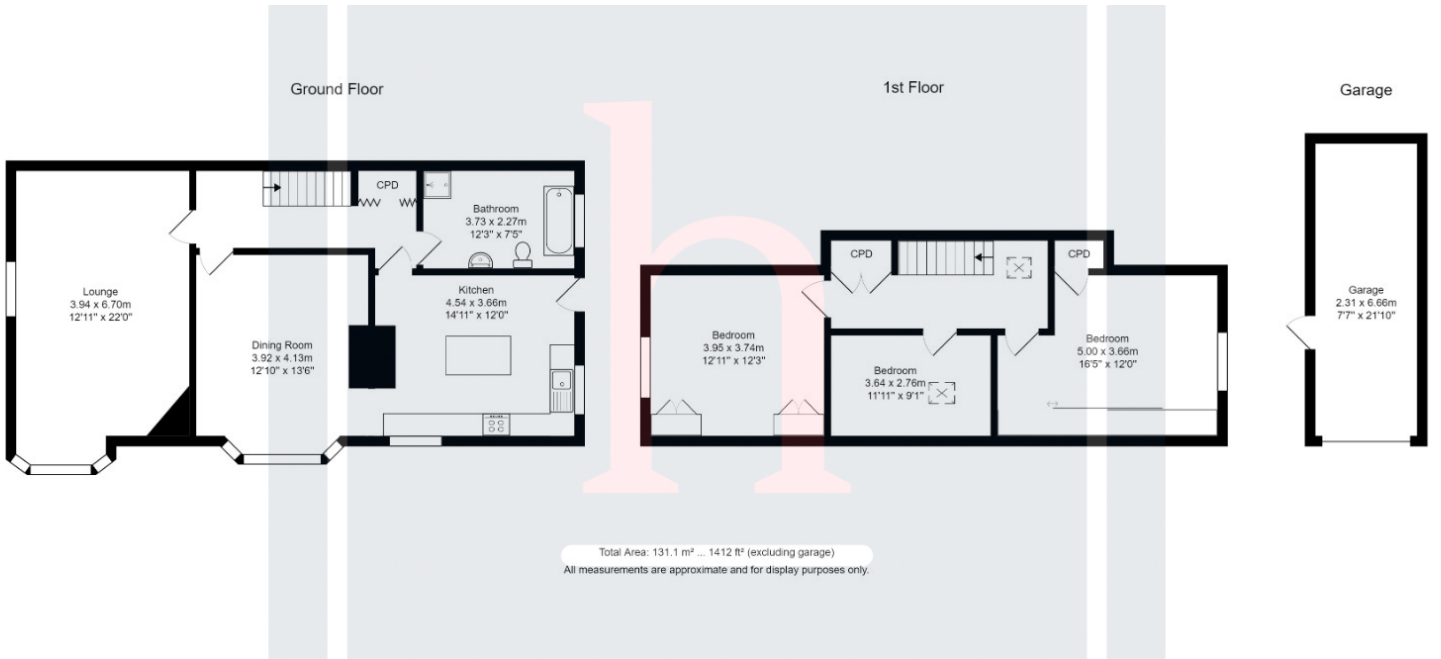 Ground Floor
1st Floor
Garage
CPD
Bathroom
3.73 x 2.27m
12'3" x 7'5"
Lounge
3.94 x 6.70m
12'11" x 22'0"
Kitchen
4.54 x 3.66m
14'11" x 12'0"
Dining Room
3.92 x 4.13m
12'10" x 13'6"
CPD
CPD
Bedroom
3.95 x 3.74m
12'11" x 12'3"
Bedroom
3.64 x 2.76m
11'11" x 9'1"
Bedroom
5.00 x 3.66m
16'5" x 12'0"
Garage
2.31 x 6.66m
7'7" x 21'10"
h
Total Area: 131.1 m² ... 1412 ft² (excluding garage)
All measurements are approximate and for display purposes only.